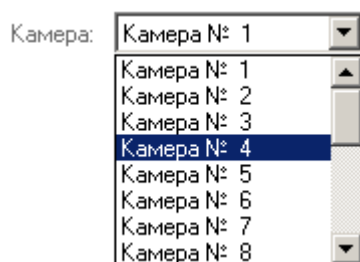 Камера: Камера № 1
Камера № 1
Камера № 2
Камера № 3
Камера № 4
Камера № 5
Камера № 6
Камера № 7
Камера № 8